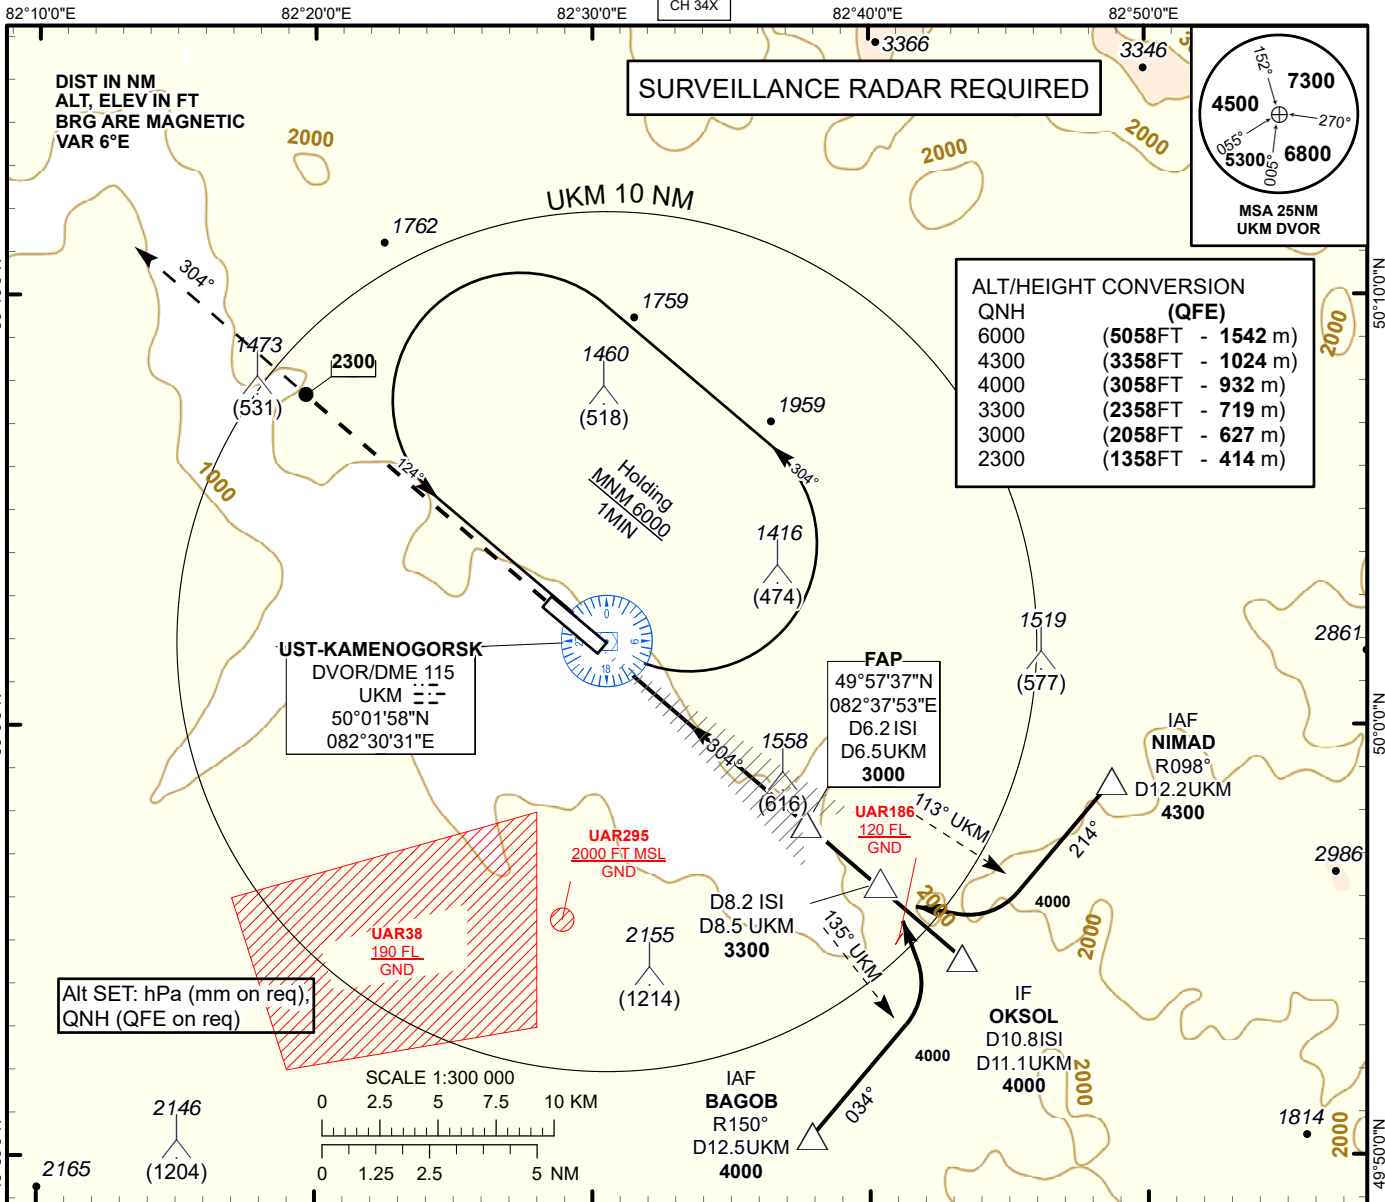 CH 34X
82°10'0"E
82°20'0"E
82°30'0"E
82°40'0"E
82°50'0"E
DIST IN NM
ALT, ELEV IN FT
BRG ARE MAGNETIC
VAR 6°E
SURVEILLANCE RADAR REQUIRED
3366
3346
2000
2000
2000
152°
7300
4500
270°
055°
5300
005°
6800
MSA 25NM
UKM DVOR
UKM 10 NM
1762
304°
1759
1473
(531)
2300
1460
(518)
1959
ALT/HEIGHT CONVERSION
QNH (QFE)
6000 (5058FT - 1542 m)
4300 (3358FT - 1024 m)
4000 (3058FT - 932 m)
3300 (2358FT - 719 m)
3000 (2058FT - 627 m)
2300 (1358FT - 414 m)
50°10'0"N
2000
1000
124°
Holding
MNM 6000
1MIN
304°
1416
(474)
0
9
18
UST-KAMENOGORSK
DVOR/DME 115
UKM
50°01'58"N
082°30'31"E
FAP
49°57'37"N
082°37'53"E
D6.2 ISI
D6.5UKM
3000
1519
(577)
2861
50°0'0"N
304°
1558
(616)
IAF
NIMAD
R098°
D12.2UKM
4300
UAR186
120 FL
GND
113° UKM
214°
4000
2986
UAR295
2000 FT MSL
GND
UAR38
190 FL
GND
D8.2 ISI
D8.5 UKM
3300
135° UKM
2000
2000
2155
(1214)
Alt SET: hPa (mm on req),
QNH (QFE on req)
IF
OKSOL
D10.8ISI
D11.1UKM
4000
4000
2000
IAF
BAGOB
R150°
D12.5UKM
4000
034°
SCALE 1:300 000
0 2.5 5 7.5 10 KM
0 1.25 2.5 5 NM
2146
(1204)
2165
1814
2000
49°50'0"N